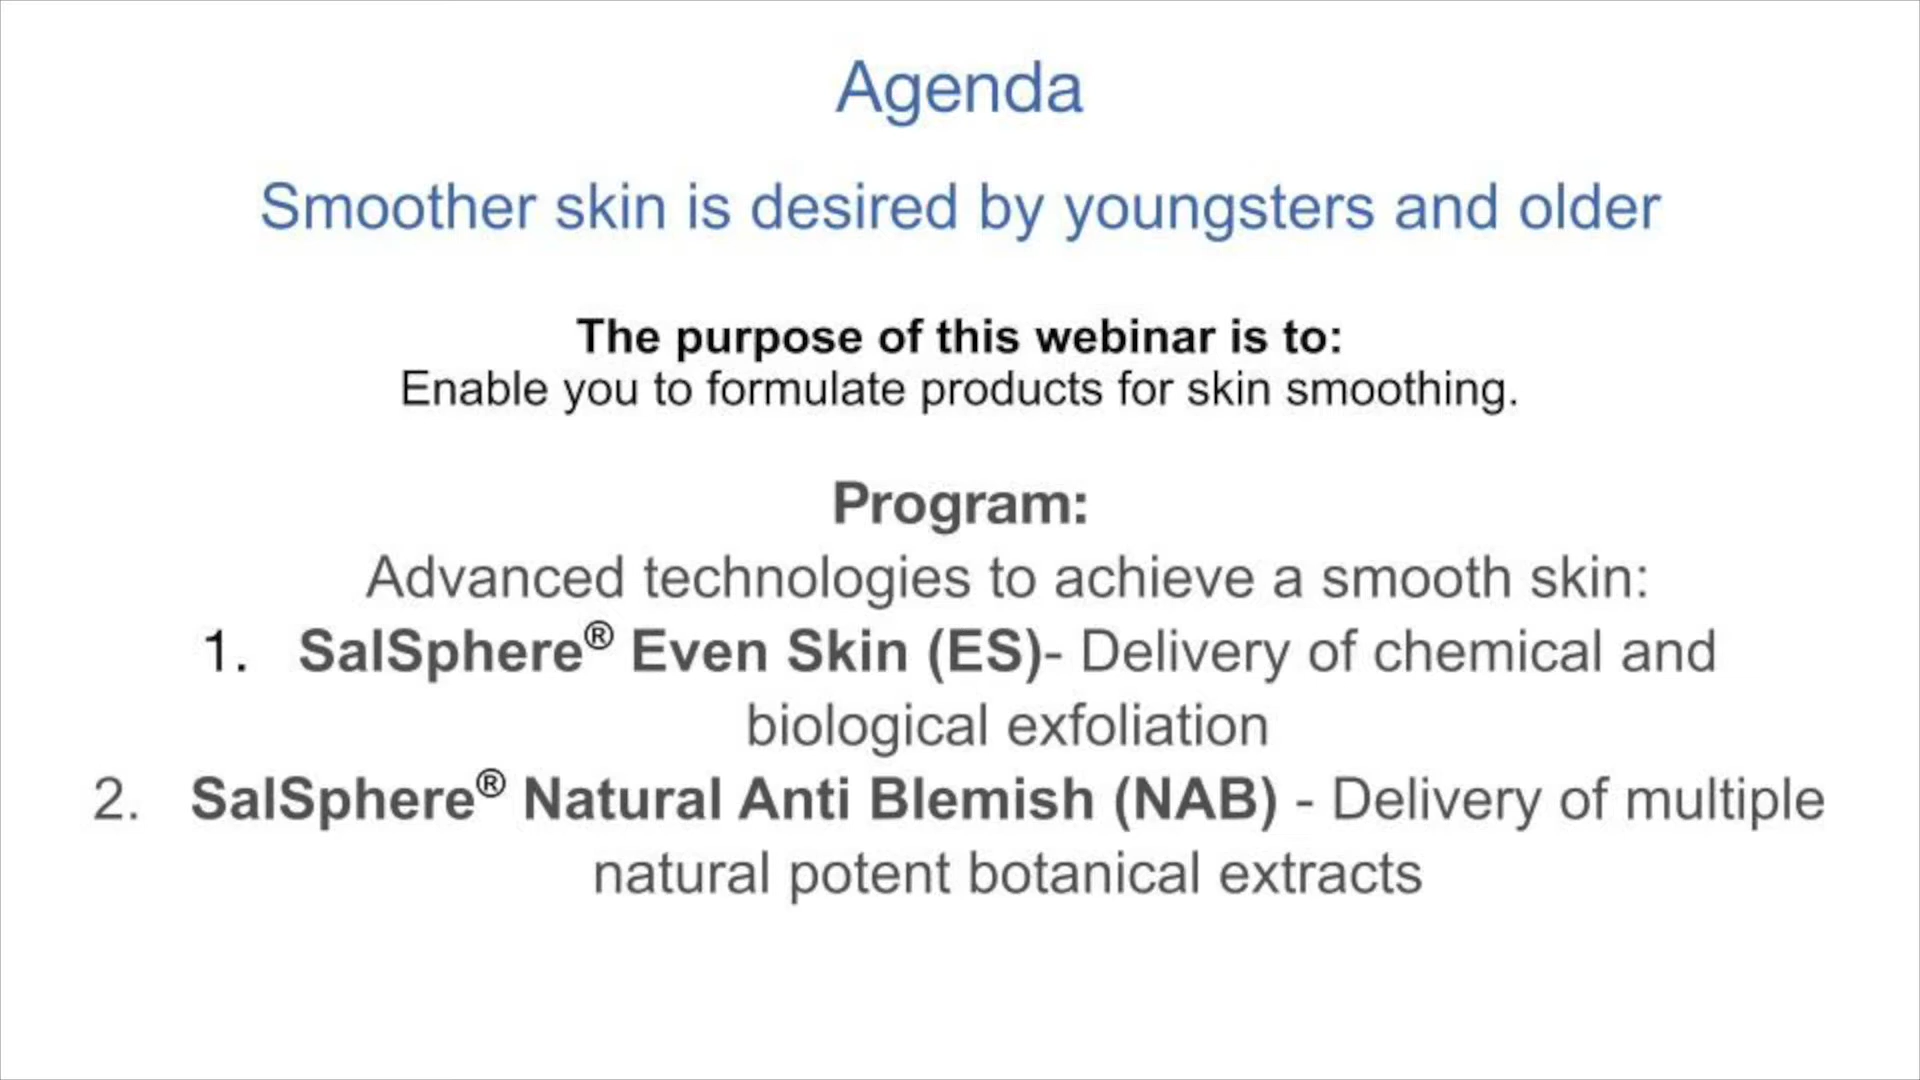 Agenda
Smoother skin is desired by youngsters and older
The purpose of this webinar is to:
Enable you to formulate products for skin smoothing.
Program:
Advanced technologies to achieve a smooth skin:
1. SalSphere® Even Skin (ES)- Delivery of chemical and
biological exfoliation
2. SalSphere® Natural Anti Blemish (NAB) - Delivery of multiple
natural potent botanical extracts